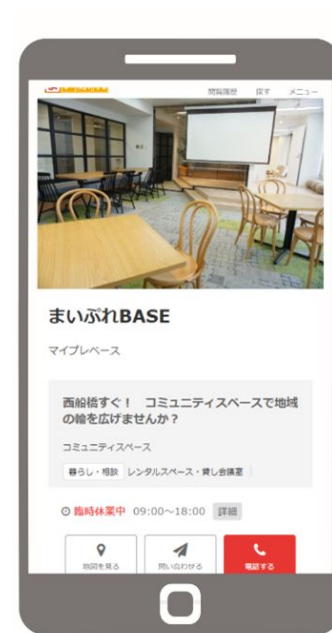 閲覧履歴 探す メニュー
まいぷれBASE
マイプレベース
西船橋すぐ！ コミュニティスペースで地域
の輪を広げませんか？
コミュニティスペース
暮らし・相談 レンタルスペース・貸し会議室
臨時休業中 09:00～18:00 詳細
地図を見る 問い合わせる 電話する